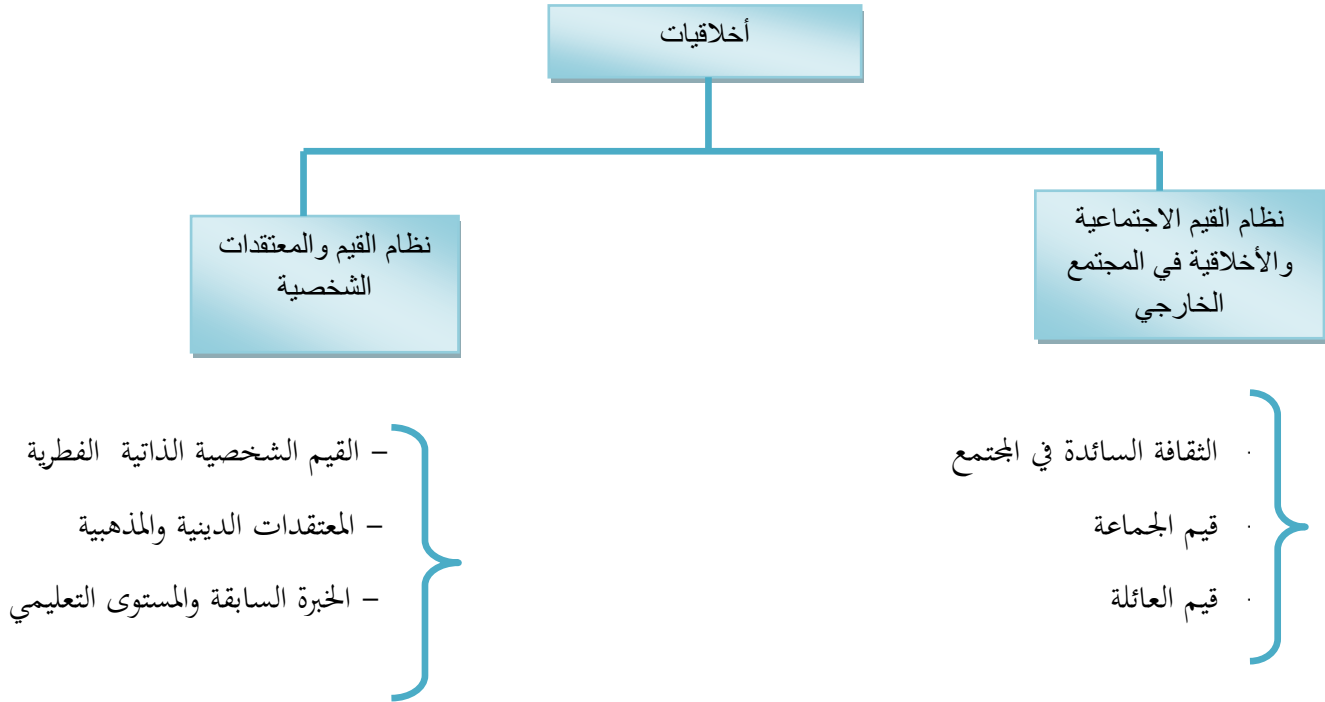 أخلاقيات
نظام القيم الاجتماعية
والأخلاقية في المجتمع
الخارجي
· الثقافة السائدة في المجتمع
· قيم الجماعة
· قيم العائلة
نظام القيم والمعتقدات
الشخصية
– القيم الشخصية الذاتية الفطرية
– المعتقدات الدينية والمذهبية
– الخبرة السابقة والمستوى التعليمي